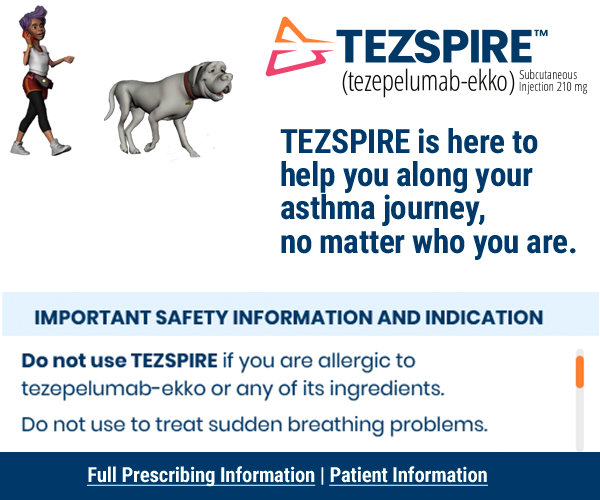 TEZSPIRE™
(tezepelumab-ekko) Subcutaneous
Injection 210 mg
TEZSPIRE is here to
help you along your
asthma journey,
no matter who you are.
IMPORTANT SAFETY INFORMATION AND INDICATION
Do not use TEZSPIRE if you are allergic to
tezepelumab-ekko or any of its ingredients.
Do not use to treat sudden breathing problems.
Full Prescribing Information | Patient Information